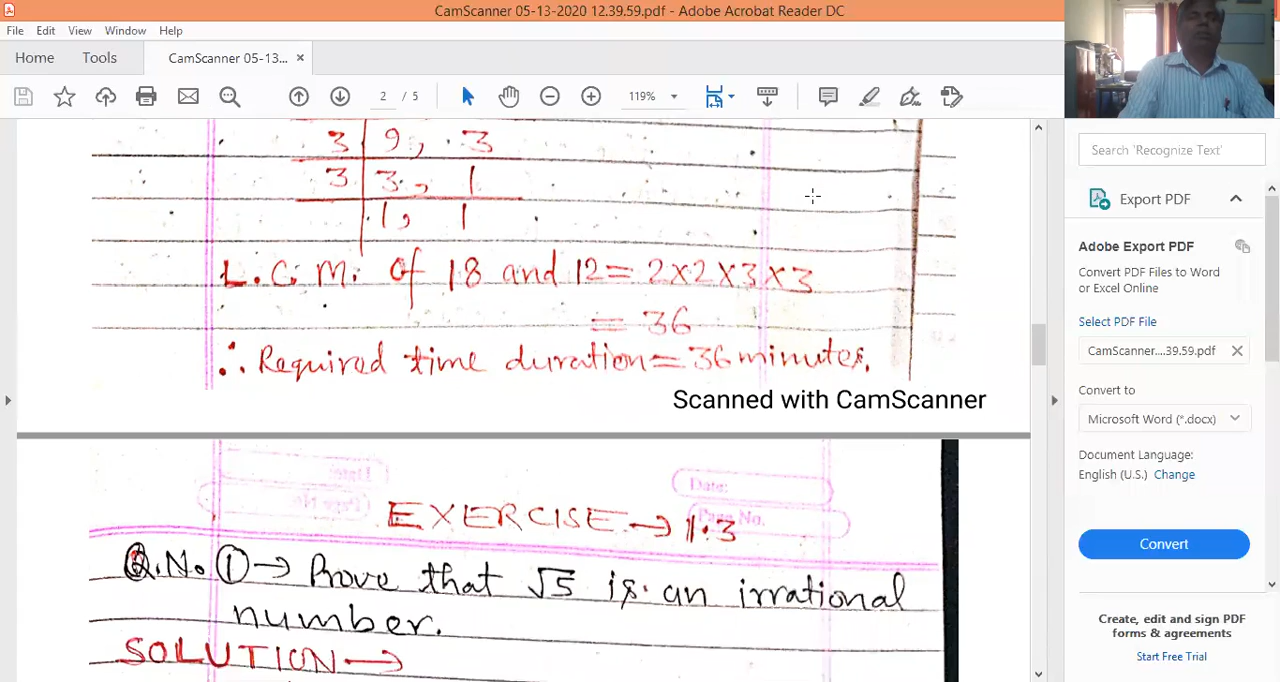 CamScanner 05-13-2020 12.39.59.pdf - Adobe Acrobat Reader DC
File Edit View Window Help
Home Tools CamScanner 05-13... ×
2 / 5 119%
3 | 9, 3
3 | 3, 1
1, 1
L.C.M. of 18 and 12 = 2×2×3×3
= 36
∴ Required time duration = 36 minutes.
Scanned with CamScanner
Date:
Page No.
EXERCISE → 1.3
Q.N. ① → Prove that √5 is an irrational
number.
SOLUTION →
Search 'Recognize Text'
Export PDF
Adobe Export PDF
Convert PDF Files to Word
or Excel Online
Select PDF File
CamScanner....39.59.pdf ×
Convert to
Microsoft Word (*.docx)
Document Language:
English (U.S.) Change
Convert
Create, edit and sign PDF
forms & agreements
Start Free Trial